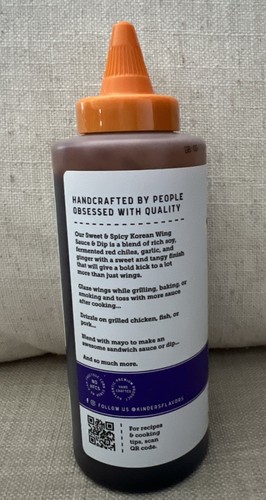 HANDCRAFTED BY PEOPLE
OBSESSED WITH QUALITY
Our Sweet & Spicy Korean Wing
Sauce & Dip is a blend of rich soy,
fermented red chiles, garlic, and
ginger with a sweet and tangy finish
that will give a bold kick to a lot
more than just wings.
Glaze wings while grilling, baking, or
smoking and toss with more sauce
after cooking...
Drizzle on grilled chicken, fish, or
pork...
Blend with mayo to make an
awesome sandwich sauce or dip...
And so much more.
NO
HFCS
HAND
CRAFTED
FOLLOW US @KINDERSFLAVORS
For recipes
& cooking
tips, scan
QR code.